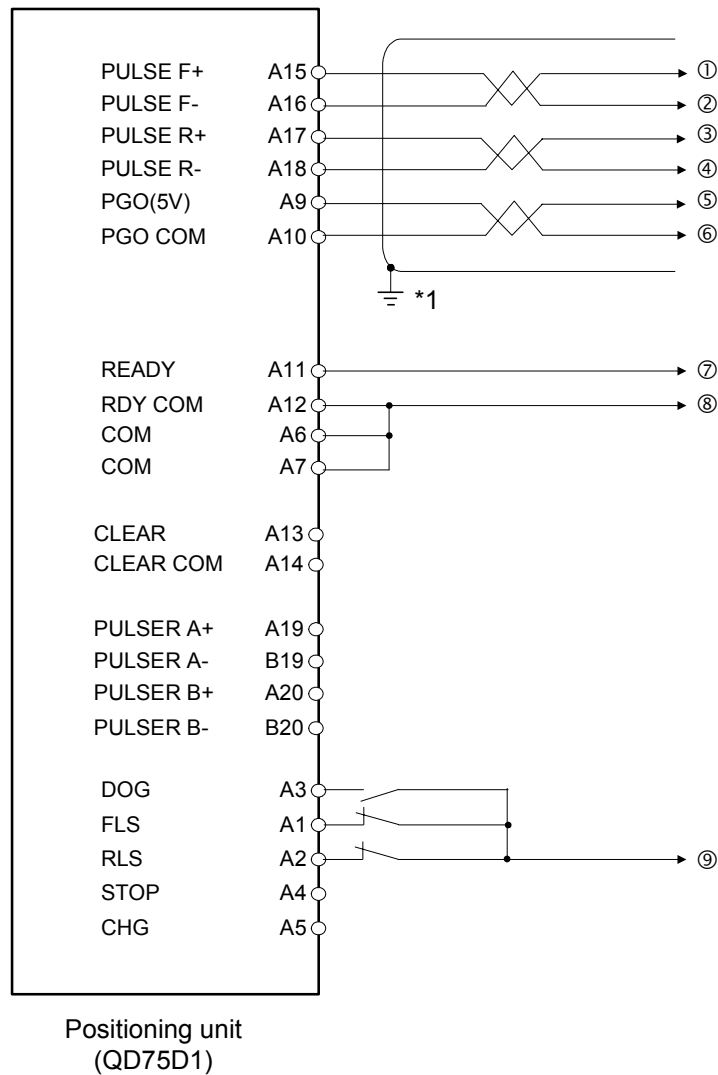 PULSE F+ A15 ①
PULSE F- A16 ②
PULSE R+ A17 ③
PULSE R- A18 ④
PGO(5V) A9 ⑤
PGO COM A10 ⑥
*1
READY A11 ⑦
RDY COM A12 ⑧
COM A6
COM A7
CLEAR A13
CLEAR COM A14
PULSER A+ A19
PULSER A- B19
PULSER B+ A20
PULSER B- B20
DOG A3
FLS A1
RLS A2 ⑨
STOP A4
CHG A5
Positioning unit
(QD75D1)